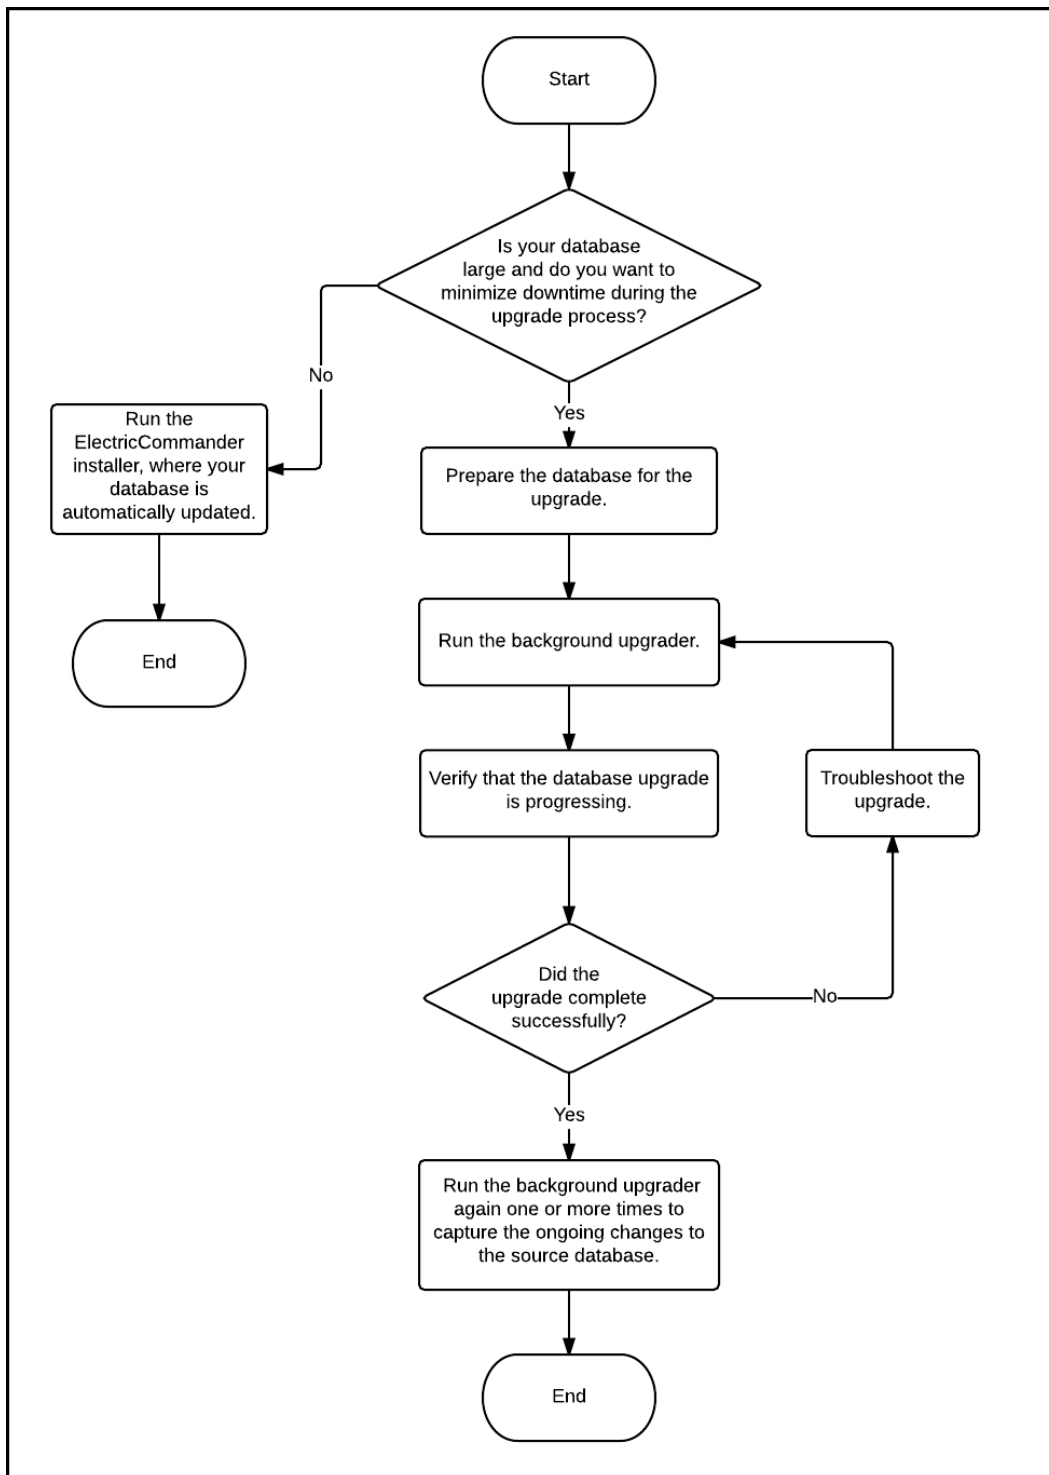 Start
Is your database
large and do you want to
minimize downtime during the
upgrade process?
No
Yes
Run the
ElectricCommander
installer, where your
database is
automatically updated.
Prepare the database for the
upgrade.
End
Run the background upgrader.
Verify that the database upgrade
is progressing.
Troubleshoot the
upgrade.
Did the
upgrade complete
successfully?
No
Yes
Run the background upgrader
again one or more times to
capture the ongoing changes to
the source database.
End